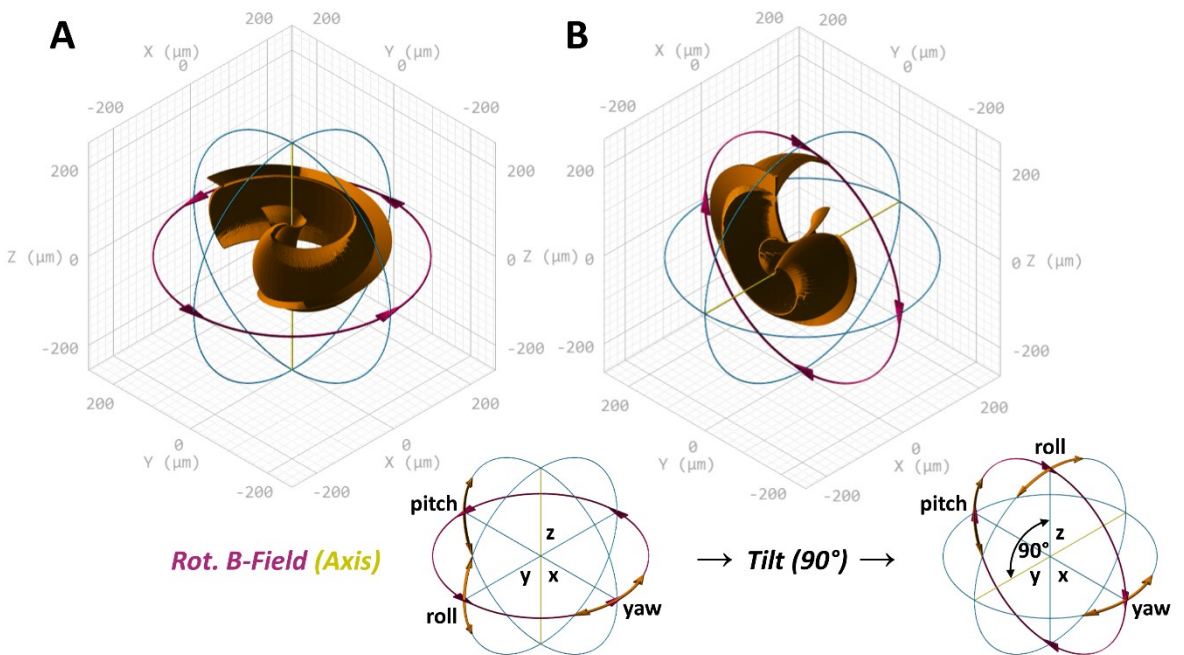 A
200 200
X (µm) Y (µm)
0 0
-200 -200
200 200
Z (µm) 0 0
-200 -200
200 200
0 0
Y (µm) X (µm)
-200 -200
B
200 200
X (µm) Y (µm)
0 0
-200 -200
200 200
Z (µm) 0 0 Z (µm)
-200 -200
200 200
0 0
Y (µm) X (µm)
-200 -200
Rot. B-Field (Axis)
pitch
z
y x
roll
yaw
→ Tilt (90°) →
roll
pitch
z
90°
y x
yaw